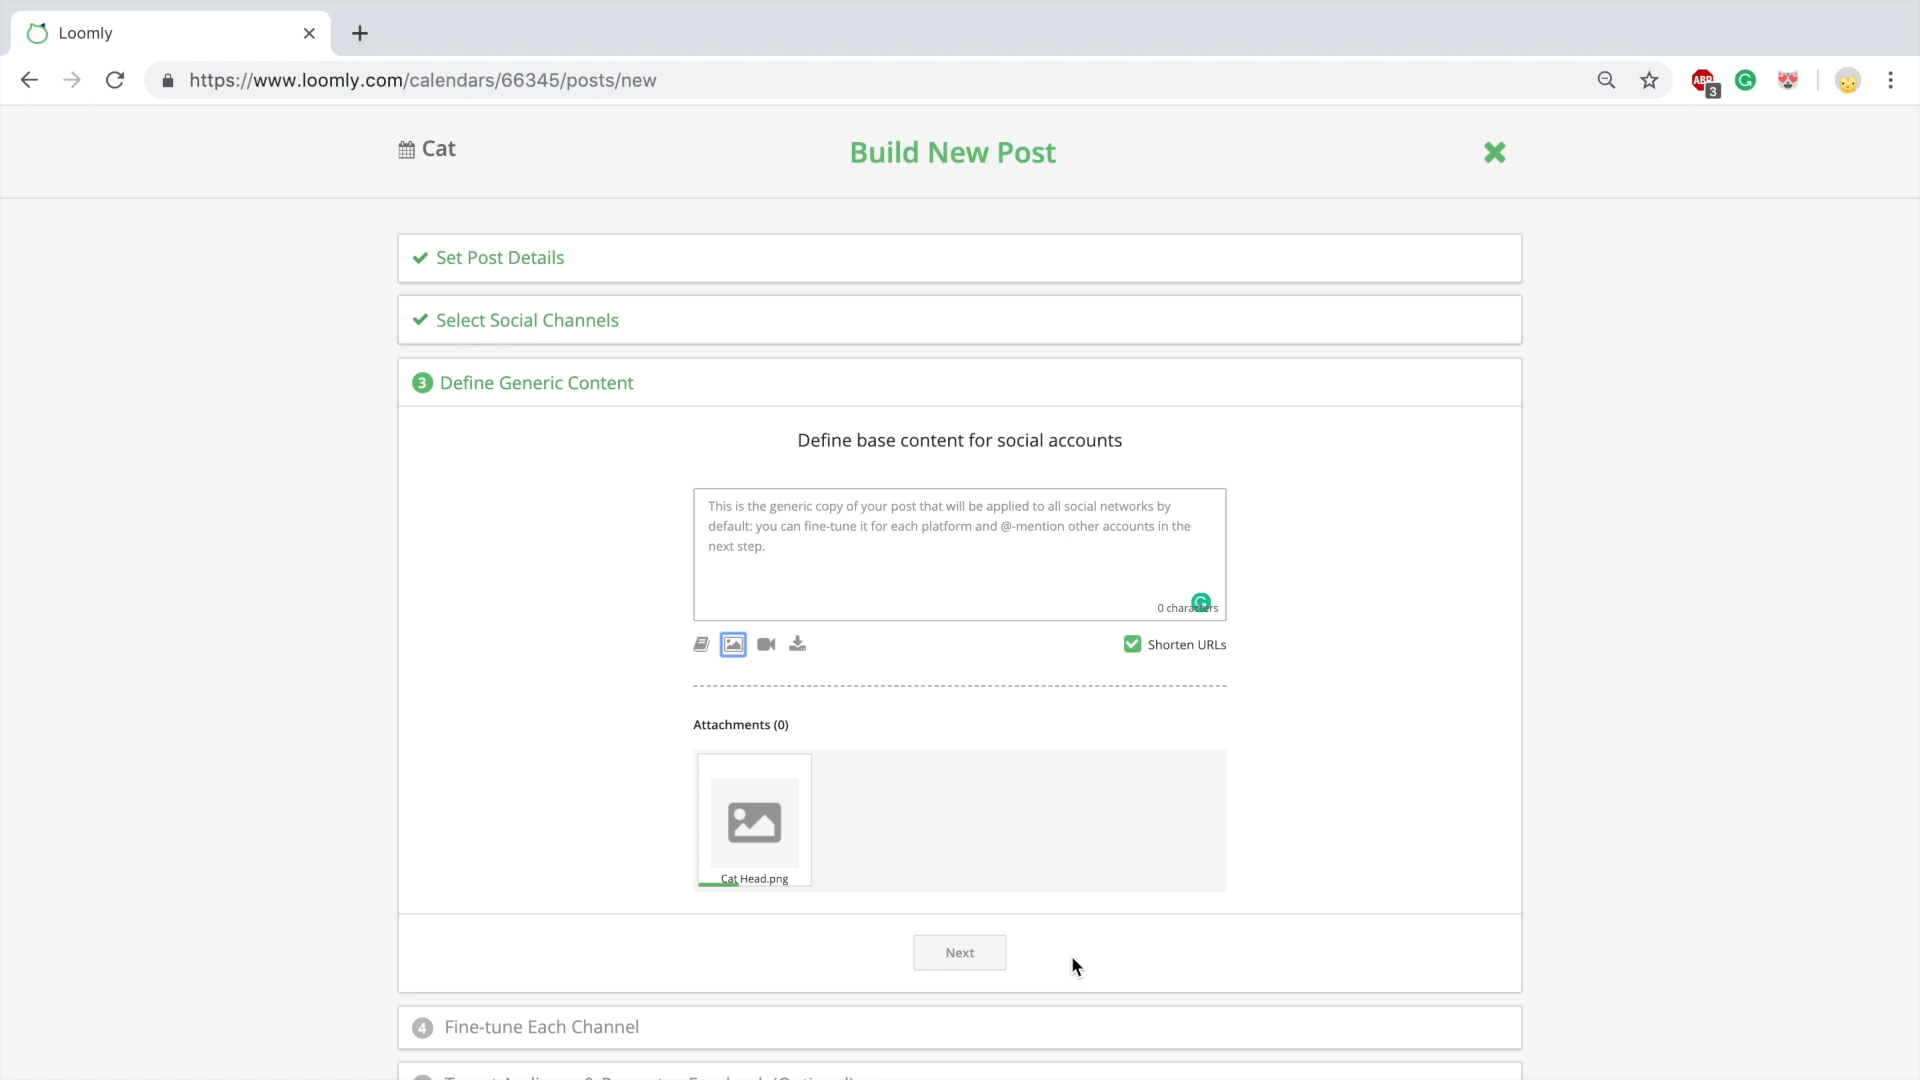 Loomly
https://www.loomly.com/calendars/66345/posts/new
ABP
3
Cat
Build New Post
Set Post Details
Select Social Channels
3 Define Generic Content
Define base content for social accounts
This is the generic copy of your post that will be applied to all social networks by
default: you can fine-tune it for each platform and @-mention other accounts in the
next step.
0 characters
Shorten URLs
Attachments (0)
Cat Head.png
Next
4 Fine-tune Each Channel